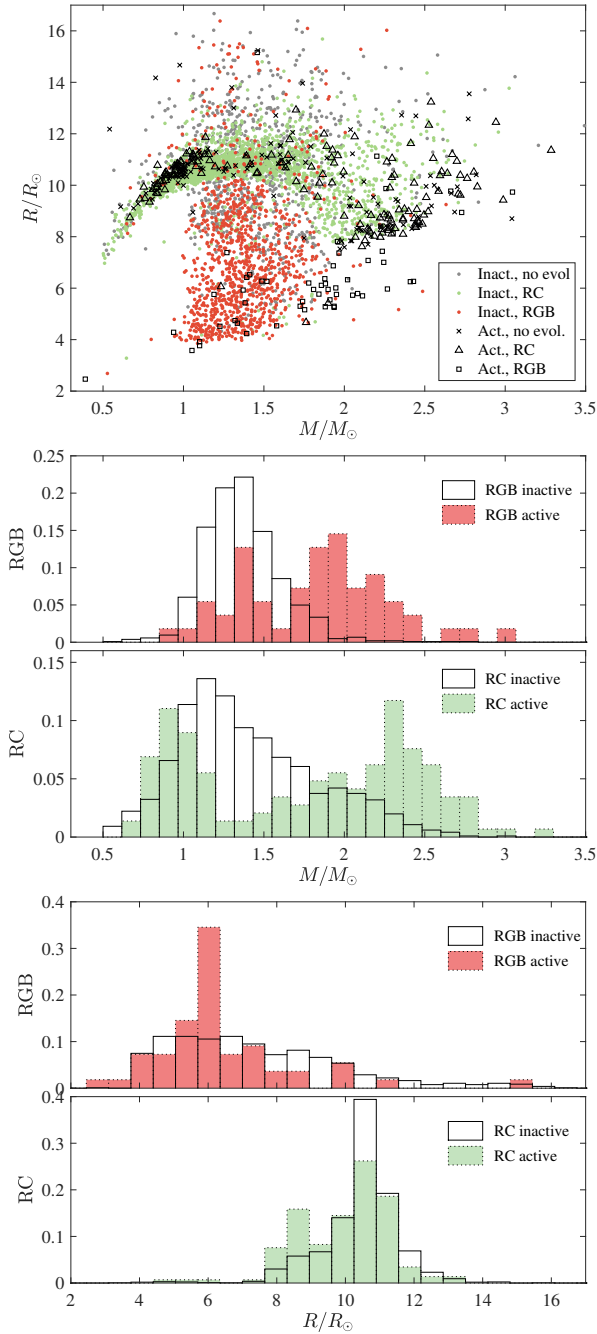 16
14
12
10
8
6
4
2
R/R⊙
Inact., no evol
Inact., RC
Inact., RGB
Act., no evol.
Act., RC
Act., RGB
0.5 1 1.5 2 2.5 3 3.5
M/M⊙
0.25
0.2
0.15
0.1
0.05
0
RGB
RGB inactive
RGB active
0.15
0.1
0.05
0
RC
RC inactive
RC active
0.5 1 1.5 2 2.5 3 3.5
M/M⊙
0.4
0.3
0.2
0.1
0
RGB
RGB inactive
RGB active
0.4
0.3
0.2
0.1
0
RC
RC inactive
RC active
2 4 6 8 10 12 14 16
R/R⊙